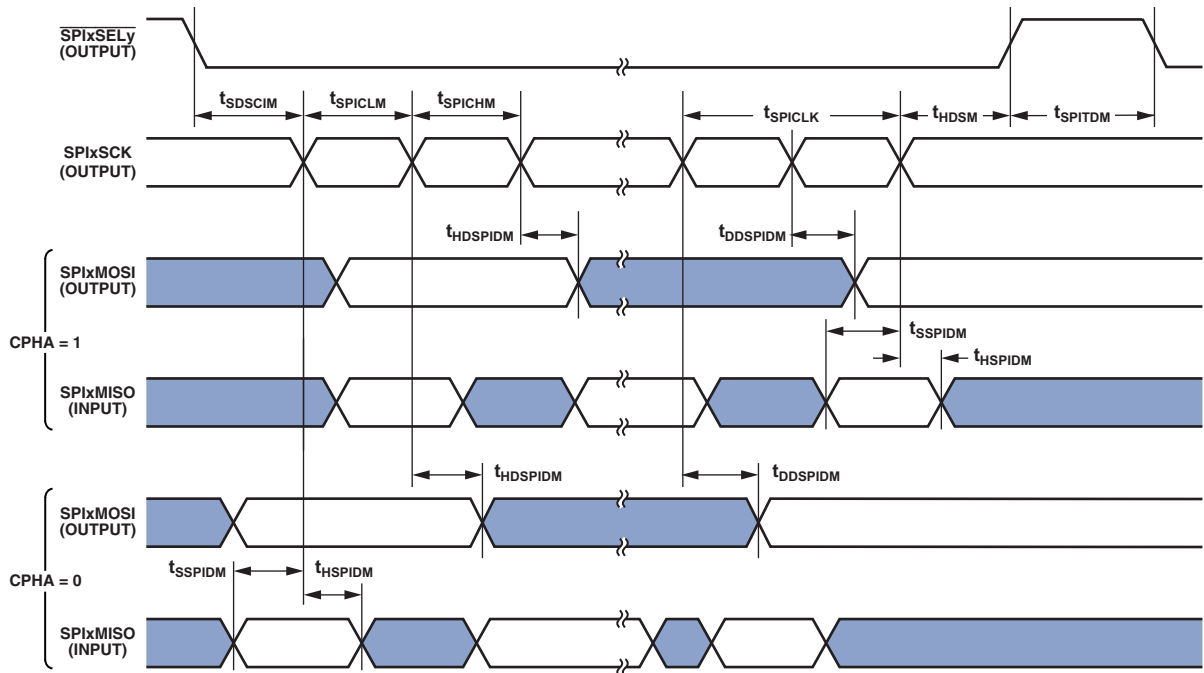 SPIxSELy
(OUTPUT)
tSDSCIM tSPICLM tSPICHM tSPICLK tHDSM tSPITDM
SPIxSCK
(OUTPUT)
tHDSPIDM tDDSPIDM
SPIxMOSI
(OUTPUT)
tSSPIDM
CPHA = 1
tHSPIDM
SPIxMISO
(INPUT)
tHDSPIDM tDDSPIDM
SPIxMOSI
(OUTPUT)
tSSPIDM tHSPIDM
CPHA = 0
SPIxMISO
(INPUT)